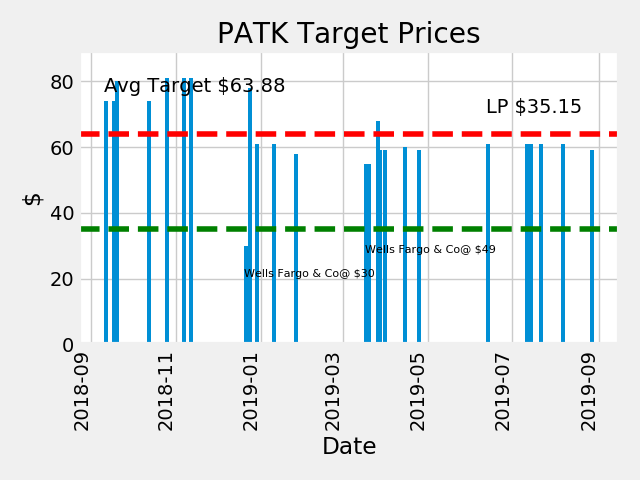 PATK Target Prices
Avg Target $63.88
LP $35.15
Wells Fargo & Co@ $49
Wells Fargo & Co@ $30
80
60
40
20
0
$
2018-09
2018-11
2019-01
2019-03
2019-05
2019-07
2019-09
Date